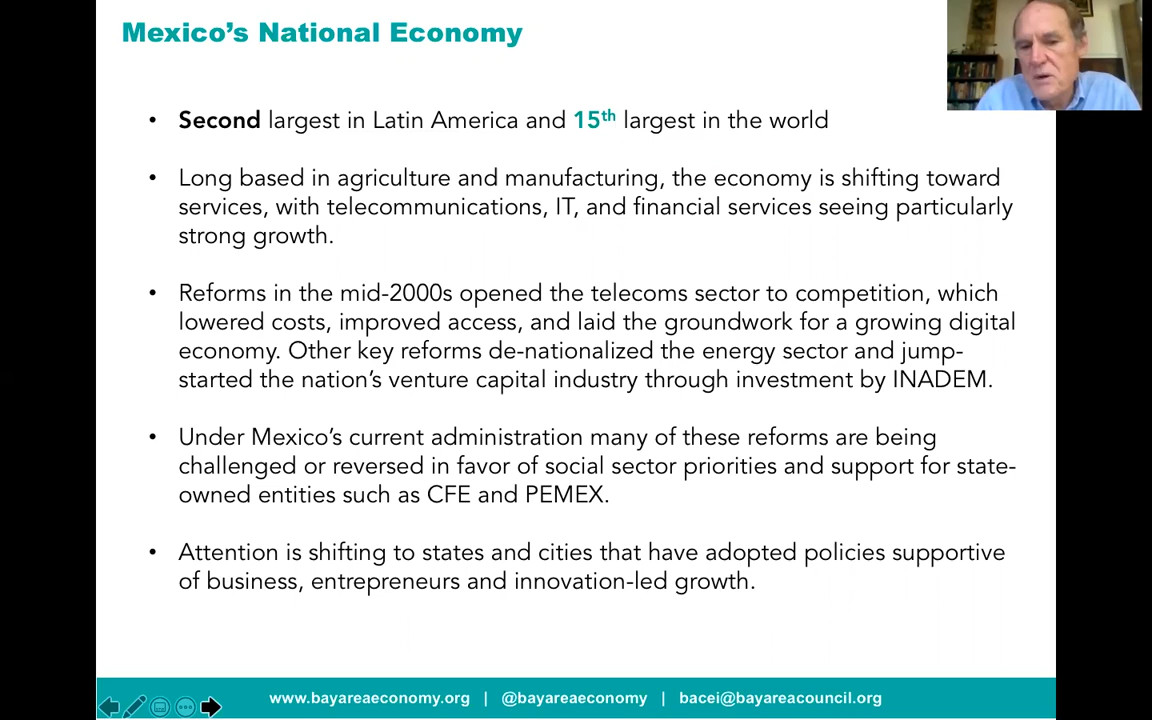 Mexico's National Economy
• Second largest in Latin America and 15th largest in the world
• Long based in agriculture and manufacturing, the economy is shifting toward
services, with telecommunications, IT, and financial services seeing particularly
strong growth.
• Reforms in the mid-2000s opened the telecoms sector to competition, which
lowered costs, improved access, and laid the groundwork for a growing digital
economy. Other key reforms de-nationalized the energy sector and jump-
started the nation's venture capital industry through investment by INADEM.
• Under Mexico's current administration many of these reforms are being
challenged or reversed in favor of social sector priorities and support for state-
owned entities such as CFE and PEMEX.
• Attention is shifting to states and cities that have adopted policies supportive
of business, entrepreneurs and innovation-led growth.
www.bayareaeconomy.org | @bayareaeconomy | bacei@bayareacouncil.org